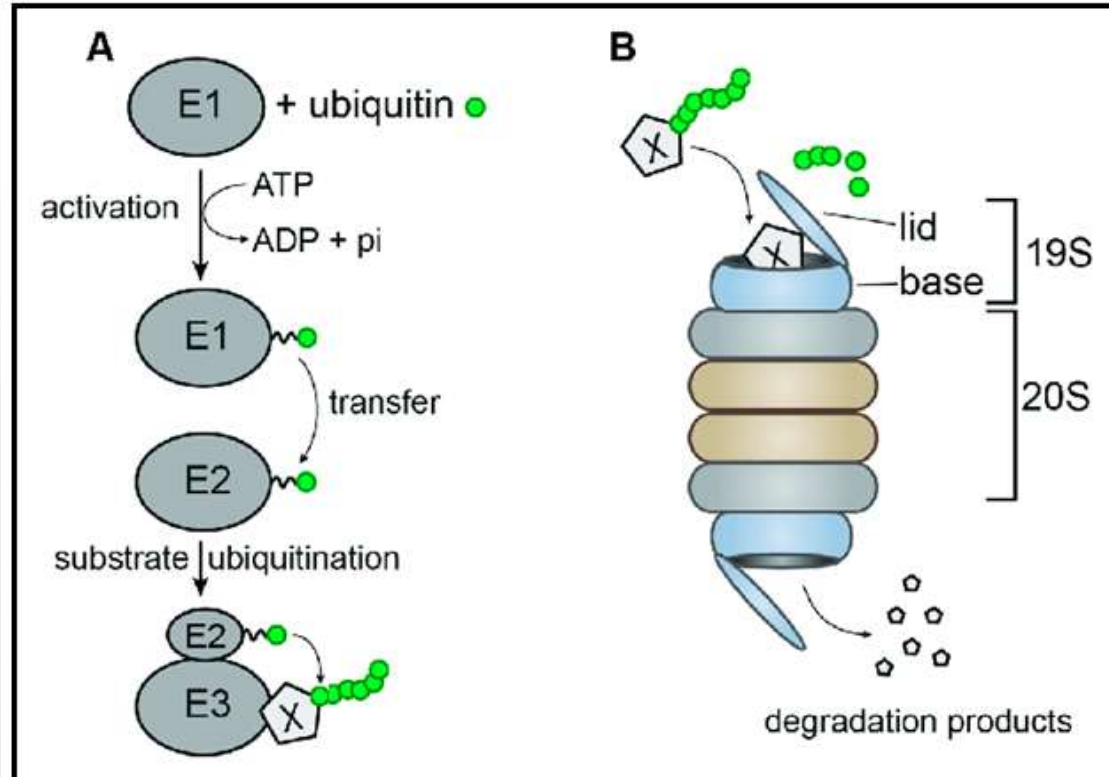 A
E1 + ubiquitin
activation
ATP
ADP + pi
E1
transfer
E2
substrate ubiquitination
E2
E3
X
B
X
X
lid
base
19S
20S
degradation products